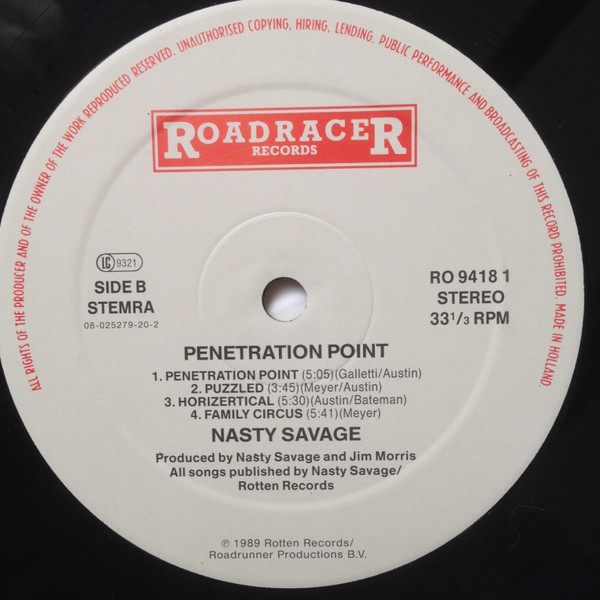 ALL RIGHTS OF THE PRODUCER AND OF THE OWNER OF THE WORK REPRODUCED RESERVED. UNAUTHORISED COPYING, HIRING, LENDING, PUBLIC PERFORMANCE AND BROADCASTING OF THIS RECORD PROHIBITED. MADE IN HOLLAND.
ROADRACER
RECORDS
LC 9321
SIDE B
STEMRA
08-025279-20-2
RO 9418 1
STEREO
33 1/3 RPM
PENETRATION POINT
1. PENETRATION POINT (5:05)(Galletti/Austin)
2. PUZZLED (3:45)(Meyer/Austin)
3. HORIZERTICAL (5:30)(Austin/Bateman)
4. FAMILY CIRCUS (5:41)(Meyer)
NASTY SAVAGE
Produced by Nasty Savage and Jim Morris
All songs published by Nasty Savage/
Rotten Records
℗ 1989 Rotten Records/
Roadrunner Productions B.V.